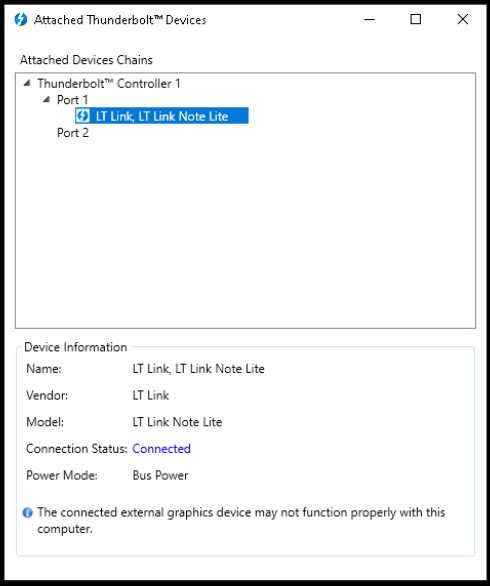 Attached Thunderbolt™ Devices
Attached Devices Chains
Thunderbolt™ Controller 1
Port 1
LT Link, LT Link Note Lite
Port 2
Device Information
Name: LT Link, LT Link Note Lite
Vendor: LT Link
Model: LT Link Note Lite
Connection Status: Connected
Power Mode: Bus Power
The connected external graphics device may not function properly with this
computer.